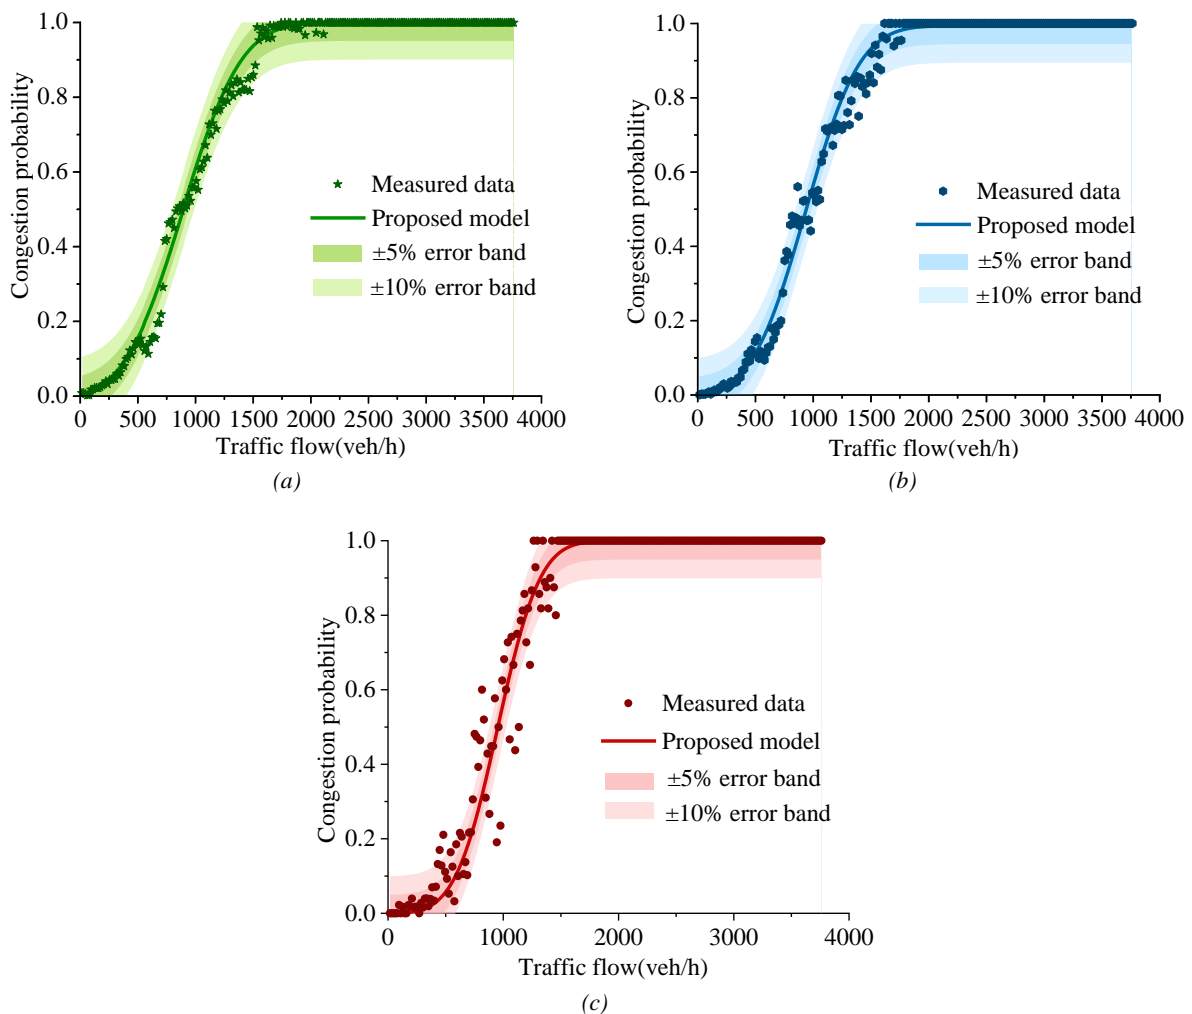 1.0
0.8
0.6
0.4
0.2
0.0
Congestion probability
0 500 1000 1500 2000 2500 3000 3500 4000
Traffic flow(veh/h)
Measured data
Proposed model
±5% error band
±10% error band
(a)
1.0
0.8
0.6
0.4
0.2
0.0
Congestion probability
0 500 1000 1500 2000 2500 3000 3500 4000
Traffic flow(veh/h)
Measured data
Proposed model
±5% error band
±10% error band
(b)
1.0
0.8
0.6
0.4
0.2
0.0
Congestion probability
0 1000 2000 3000 4000
Traffic flow(veh/h)
Measured data
Proposed model
±5% error band
±10% error band
(c)